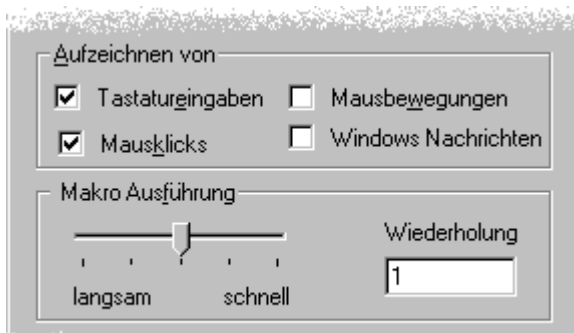 Aufzeichnen von
Tastatureingaben Mausbewegungen
Mausklicks Windows Nachrichten
Makro Ausführung
Wiederholung
1
langsam schnell